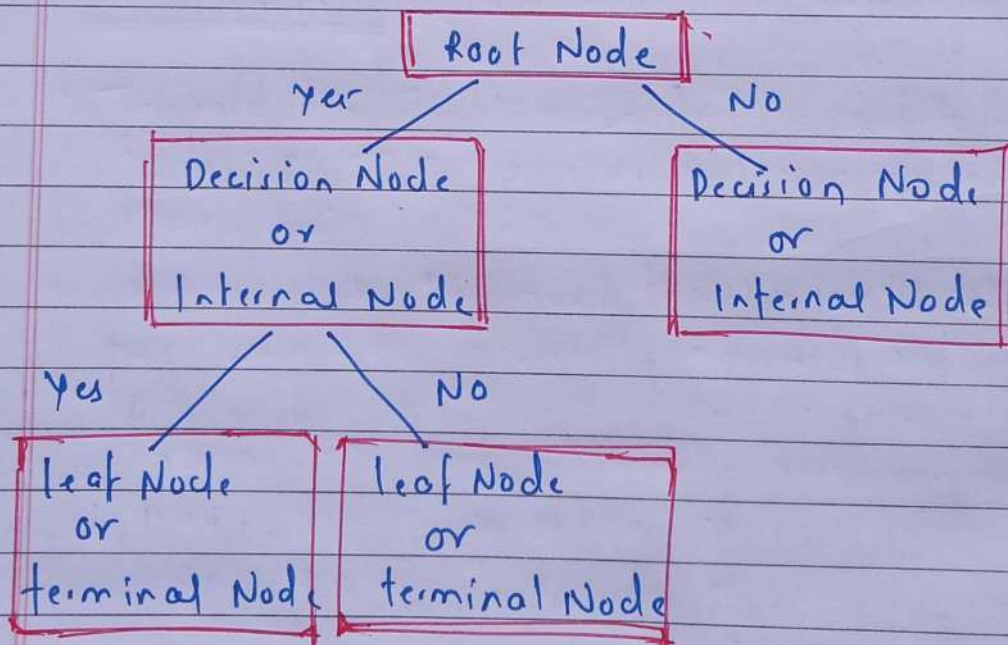 Root Node
Yes
No
Decision Node
or
Internal Node
Decision Node
or
Internal Node
Yes
No
leaf Node
or
terminal Node
leaf Node
or
terminal Node